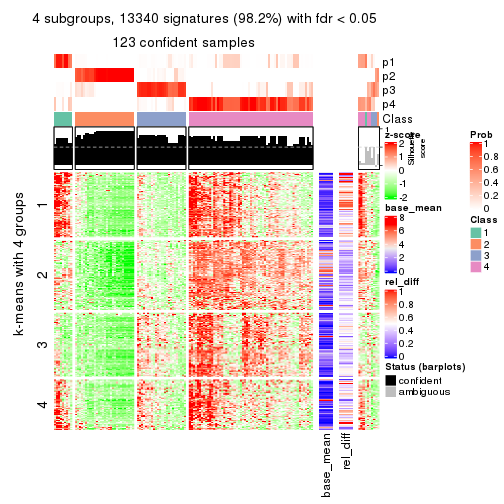 4 subgroups, 13340 signatures (98.2%) with fdr < 0.05
123 confident samples
p1
p2
p3
p4
Class
1
Silhouette
score
k-means with 4 groups
1
2
3
4
base_mean
rel_diff
z-score
2
1
0
-1
-2
base_mean
8
6
4
2
0
rel_diff
1
0.8
0.6
0.4
0.2
0
Status (barplots)
confident
ambiguous
Prob
1
0.8
0.6
0.4
0.2
0
Class
1
2
3
4